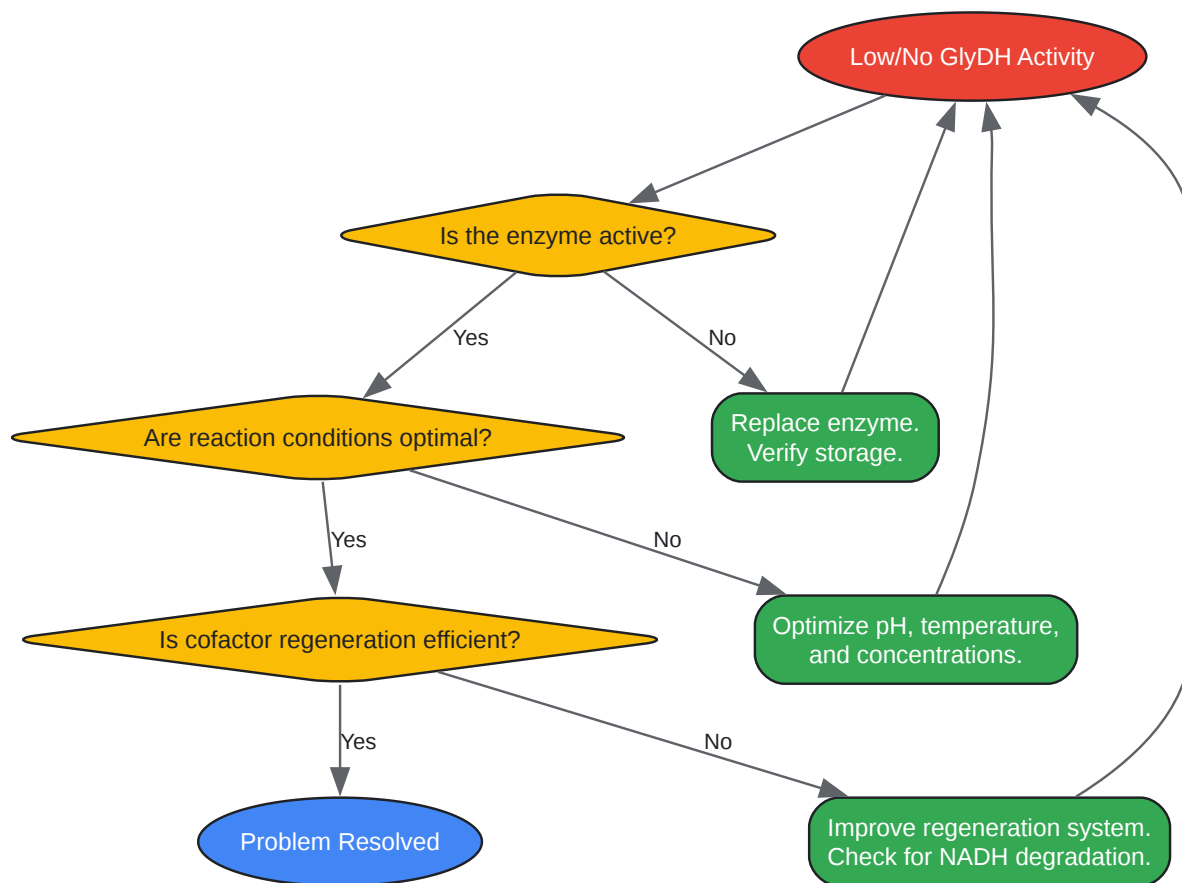 Low/No GlyDH Activity
Is the enzyme active?
Yes
No
Replace enzyme.
Verify storage.
Are reaction conditions optimal?
Yes
No
Optimize pH, temperature,
and concentrations.
Is cofactor regeneration efficient?
Yes
No
Problem Resolved
Improve regeneration system.
Check for NADH degradation.